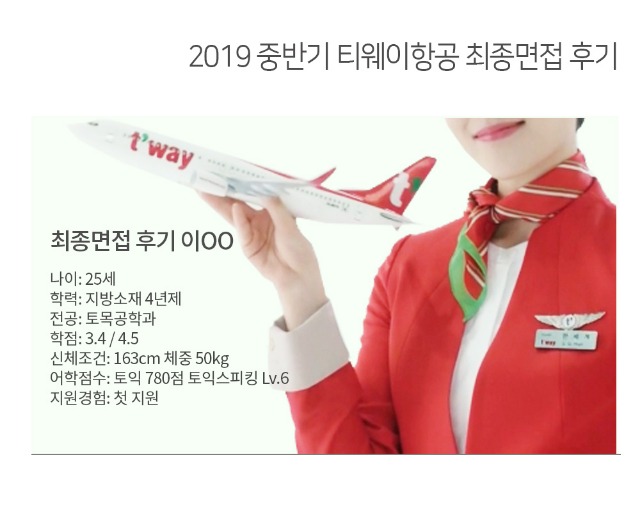 2019 중반기 티웨이항공 최종면접 후기
t'way
t'
최종면접 후기 이OO
나이: 25세
학력: 지방소재 4년제
전공: 토목공학과
학점: 3.4 / 4.5
신체조건: 163cm 체중 50kg
어학점수: 토익 780점 토익스피킹 Lv.6
지원경험: 첫 지원
t'way